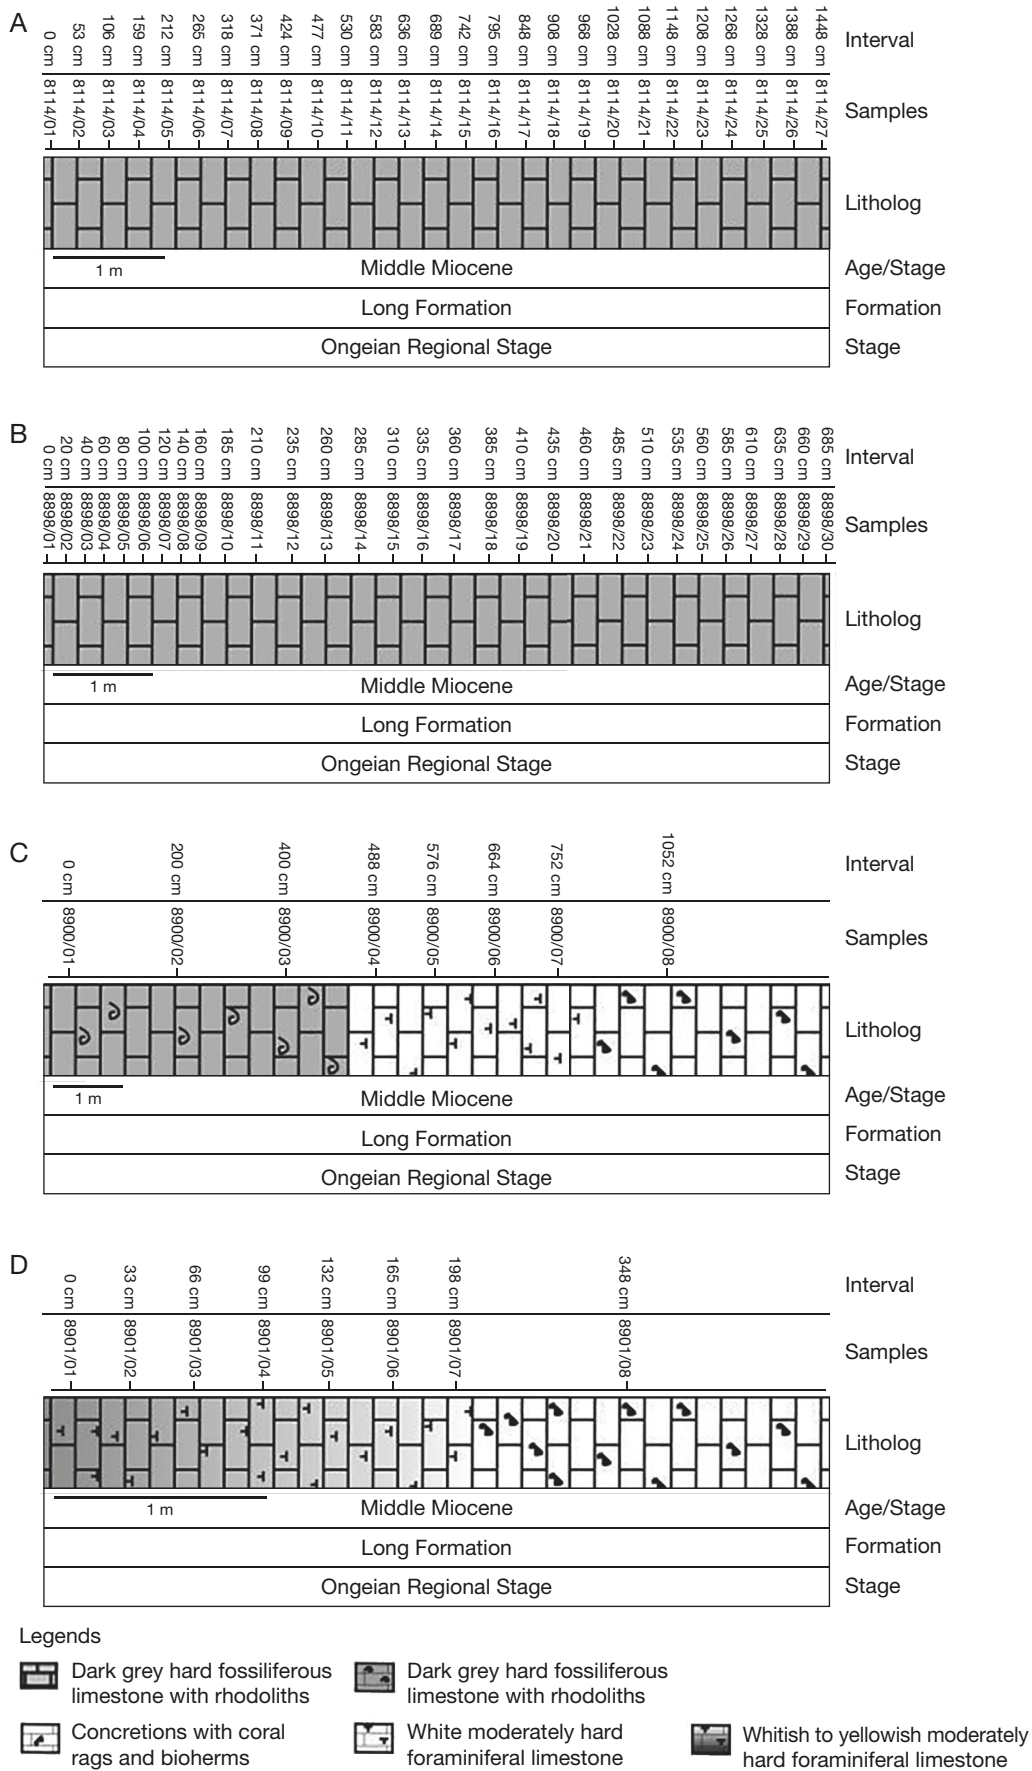 A
0 cm 53 cm 106 cm 159 cm 212 cm 265 cm 318 cm 371 cm 424 cm 477 cm 530 cm 583 cm 636 cm 689 cm 742 cm 795 cm 848 cm 908 cm 968 cm 1028 cm 1088 cm 1148 cm 1208 cm 1268 cm 1328 cm 1388 cm 1448 cm
Interval
8114/01 8114/02 8114/03 8114/04 8114/05 8114/06 8114/07 8114/08 8114/09 8114/10 8114/11 8114/12 8114/13 8114/14 8114/15 8114/16 8114/17 8114/18 8114/19 8114/20 8114/21 8114/22 8114/23 8114/24 8114/25 8114/26 8114/27
Samples
Litholog
1 m
Middle Miocene
Age/Stage
Long Formation
Formation
Ongeian Regional Stage
Stage
B
0 cm 20 cm 40 cm 60 cm 80 cm 100 cm 120 cm 140 cm 160 cm 185 cm 210 cm 235 cm 260 cm 285 cm 310 cm 335 cm 360 cm 385 cm 410 cm 435 cm 460 cm 485 cm 510 cm 535 cm 560 cm 585 cm 610 cm 635 cm 660 cm 685 cm
Interval
8898/01 8898/02 8898/03 8898/04 8898/05 8898/06 8898/07 8898/08 8898/09 8898/10 8898/11 8898/12 8898/13 8898/14 8898/15 8898/16 8898/17 8898/18 8898/19 8898/20 8898/21 8898/22 8898/23 8898/24 8898/25 8898/26 8898/27 8898/28 8898/29 8898/30
Samples
Litholog
1 m
Middle Miocene
Age/Stage
Long Formation
Formation
Ongeian Regional Stage
Stage
C
0 cm 200 cm 400 cm 488 cm 576 cm 664 cm 752 cm 1052 cm
Interval
8900/01 8900/02 8900/03 8900/04 8900/05 8900/06 8900/07 8900/08
Samples
Litholog
1 m
Middle Miocene
Age/Stage
Long Formation
Formation
Ongeian Regional Stage
Stage
D
0 cm 33 cm 66 cm 99 cm 132 cm 165 cm 198 cm 348 cm
Interval
8901/01 8901/02 8901/03 8901/04 8901/05 8901/06 8901/07 8901/08
Samples
Litholog
1 m
Middle Miocene
Age/Stage
Long Formation
Formation
Ongeian Regional Stage
Stage
Legends
Dark grey hard fossiliferous
limestone with rhodoliths
Dark grey hard fossiliferous
limestone with rhodoliths
Concretions with coral
rags and bioherms
White moderately hard
foraminiferal limestone
Whitish to yellowish moderately
hard foraminiferal limestone